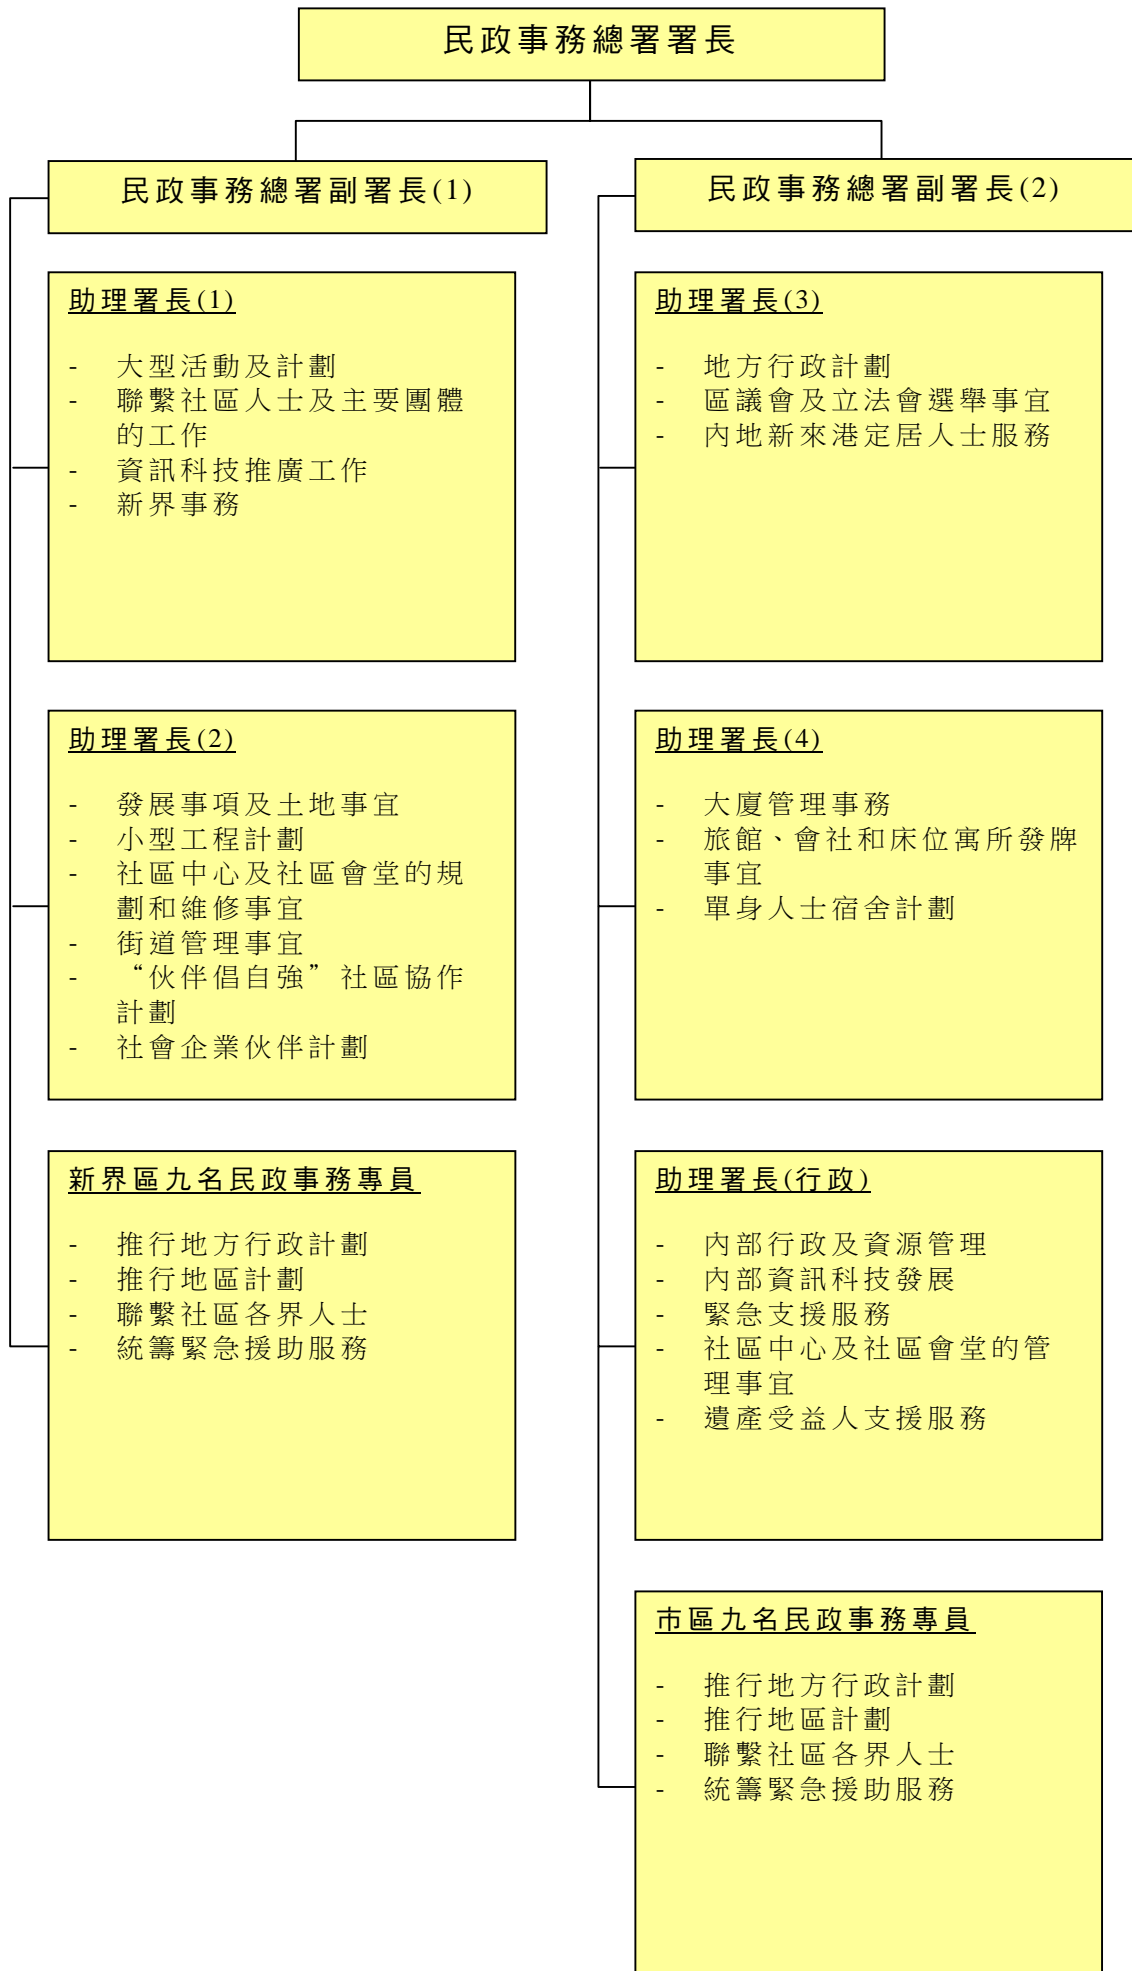 民政事務總署署長
民政事務總署副署長(1)
助理署長(1)
- 大型活動及計劃
- 聯繫社區人士及主要團體
的工作
- 資訊科技推廣工作
- 新界事務
助理署長(2)
- 發展事項及土地事宜
- 小型工程計劃
- 社區中心及社區會堂的規
劃和維修事宜
- 街道管理事宜
- “伙伴倡自強”社區協作
計劃
- 社會企業伙伴計劃
新界區九名民政事務專員
- 推行地方行政計劃
- 推行地區計劃
- 聯繫社區各界人士
- 統籌緊急援助服務
民政事務總署副署長(2)
助理署長(3)
- 地方行政計劃
- 區議會及立法會選舉事宜
- 內地新來港定居人士服務
助理署長(4)
- 大廈管理事務
- 旅館、會社和床位寓所發牌
事宜
- 單身人士宿舍計劃
助理署長(行政)
- 內部行政及資源管理
- 內部資訊科技發展
- 緊急支援服務
- 社區中心及社區會堂的管
理事宜
- 遺產受益人支援服務
市區九名民政事務專員
- 推行地方行政計劃
- 推行地區計劃
- 聯繫社區各界人士
- 統籌緊急援助服務